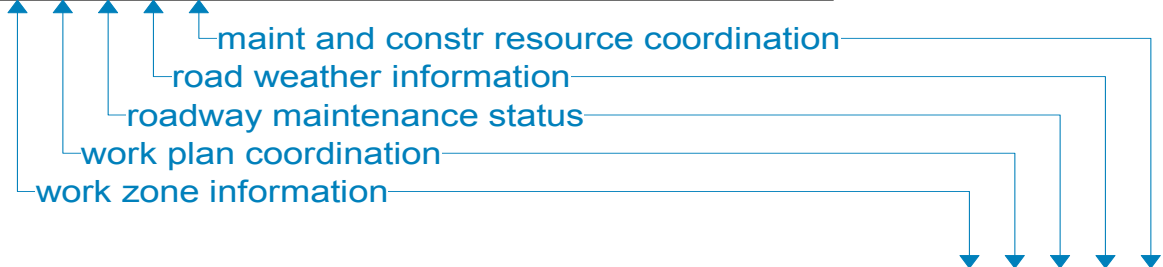 maint and constr resource coordination
road weather information
roadway maintenance status
work plan coordination
work zone information